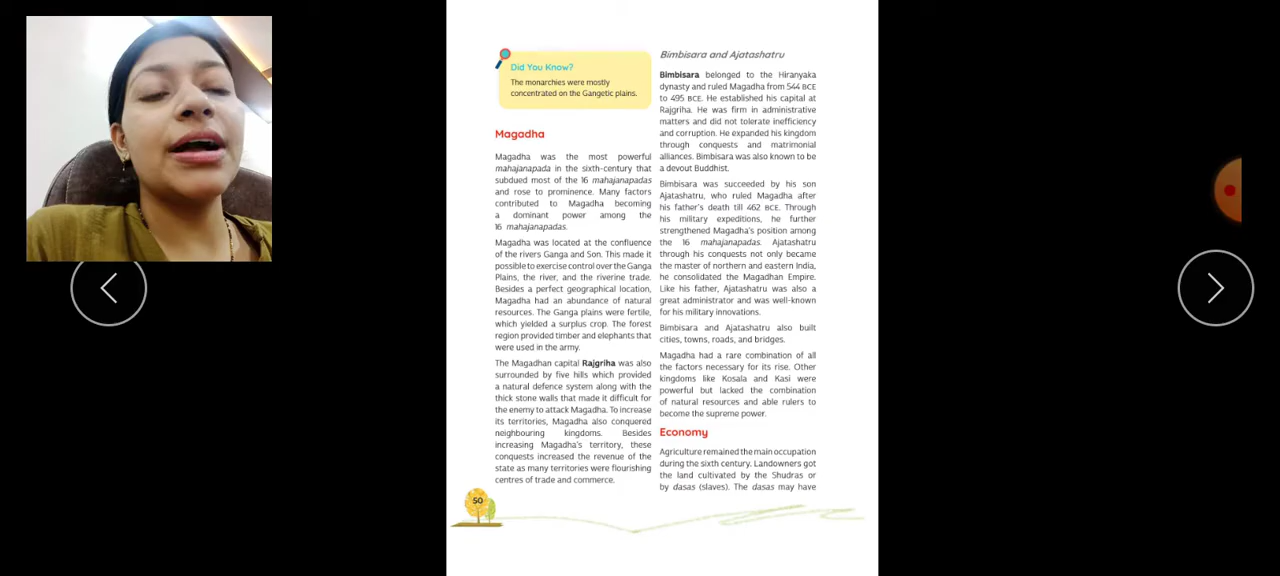 Did You Know?
The monarchies were mostly
concentrated on the Gangetic plains.
Magadha
Magadha was the most powerful
mahajanapada in the sixth-century that
subdued most of the 16 mahajanapadas
and rose to prominence. Many factors
contributed to Magadha becoming
a dominant power among the
16 mahajanapadas.
Magadha was located at the confluence
of the rivers Ganga and Son. This made it
possible to exercise control over the Ganga
Plains, the river, and the riverine trade.
Besides a perfect geographical location,
Magadha had an abundance of natural
resources. The Ganga plains were fertile,
which yielded a surplus crop. The forest
region provided timber and elephants that
were used in the army.
The Magadhan capital Rajgriha was also
surrounded by five hills which provided
a natural defence system along with the
thick stone walls that made it difficult for
the enemy to attack Magadha. To increase
its territories, Magadha also conquered
neighbouring kingdoms. Besides
increasing Magadha's territory, these
conquests increased the revenue of the
state as many territories were flourishing
centres of trade and commerce.
50
Bimbisara and Ajatashatru
Bimbisara belonged to the Hiranyaka
dynasty and ruled Magadha from 544 BCE
to 495 BCE. He established his capital at
Rajgriha. He was firm in administrative
matters and did not tolerate inefficiency
and corruption. He expanded his kingdom
through conquests and matrimonial
alliances. Bimbisara was also known to be
a devout Buddhist.
Bimbisara was succeeded by his son
Ajatashatru, who ruled Magadha after
his father's death till 462 BCE. Through
his military expeditions, he further
strengthened Magadha's position among
the 16 mahajanapadas. Ajatashatru
through his conquests not only became
the master of northern and eastern India,
he consolidated the Magadhan Empire.
Like his father, Ajatashatru was also a
great administrator and was well-known
for his military innovations.
Bimbisara and Ajatashatru also built
cities, towns, roads, and bridges.
Magadha had a rare combination of all
the factors necessary for its rise. Other
kingdoms like Kosala and Kasi were
powerful but lacked the combination
of natural resources and able rulers to
become the supreme power.
Economy
Agriculture remained the main occupation
during the sixth century. Landowners got
the land cultivated by the Shudras or
by dasas (slaves). The dasas may have